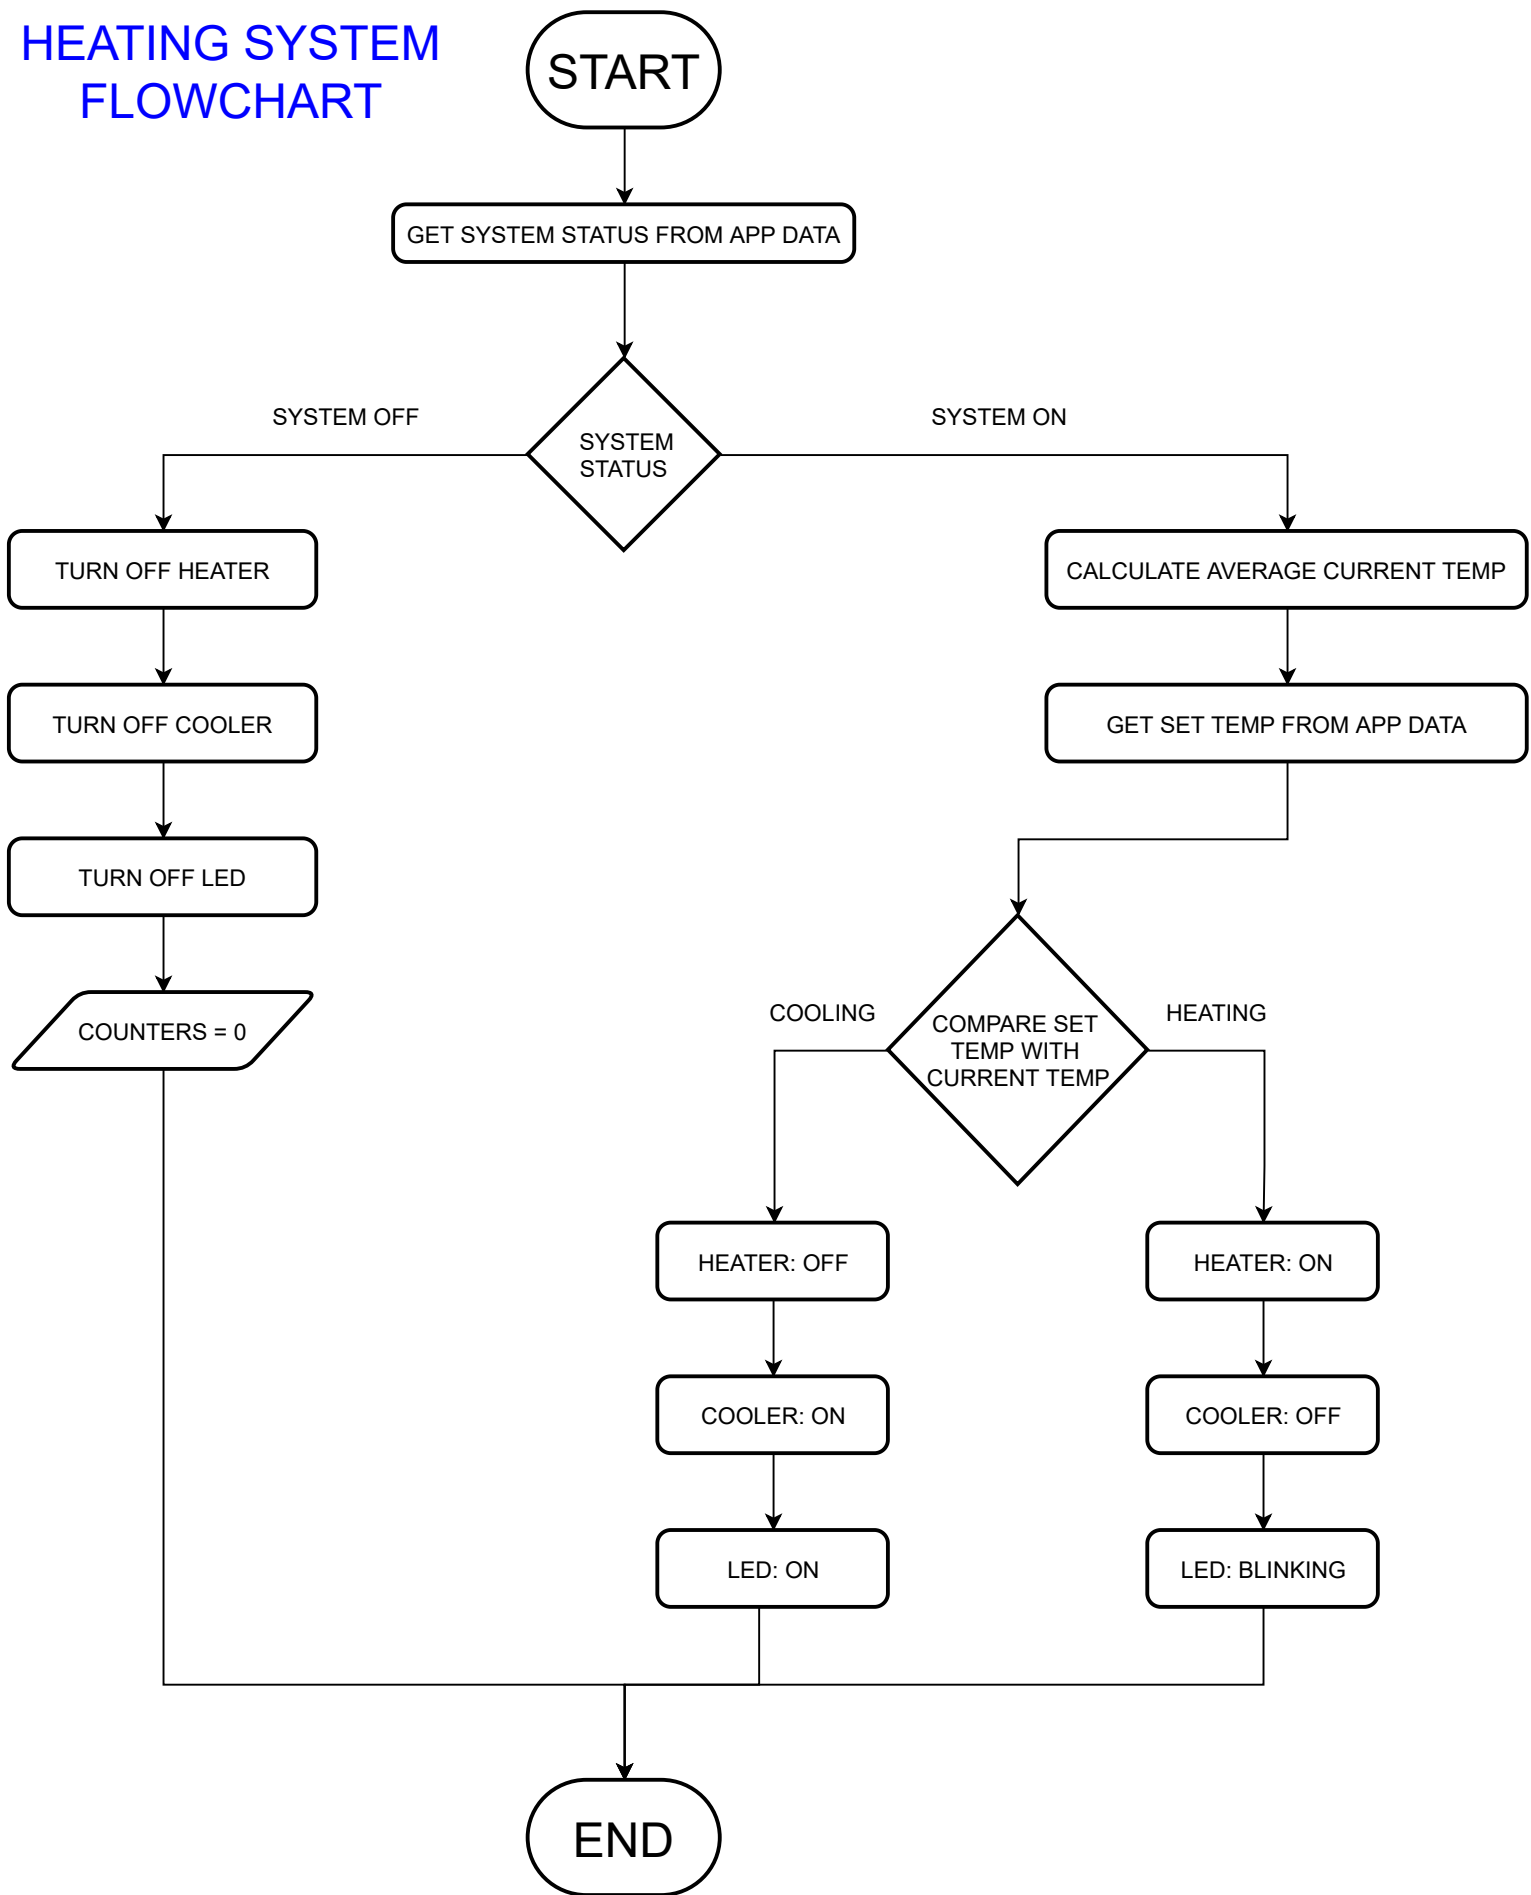 HEATING SYSTEM
FLOWCHART
START
GET SYSTEM STATUS FROM APP DATA
SYSTEM OFF
SYSTEM
STATUS
SYSTEM ON
TURN OFF HEATER
TURN OFF COOLER
TURN OFF LED
COUNTERS = 0
CALCULATE AVERAGE CURRENT TEMP
GET SET TEMP FROM APP DATA
COOLING
COMPARE SET
TEMP WITH
CURRENT TEMP
HEATING
HEATER: OFF
COOLER: ON
LED: ON
HEATER: ON
COOLER: OFF
LED: BLINKING
END